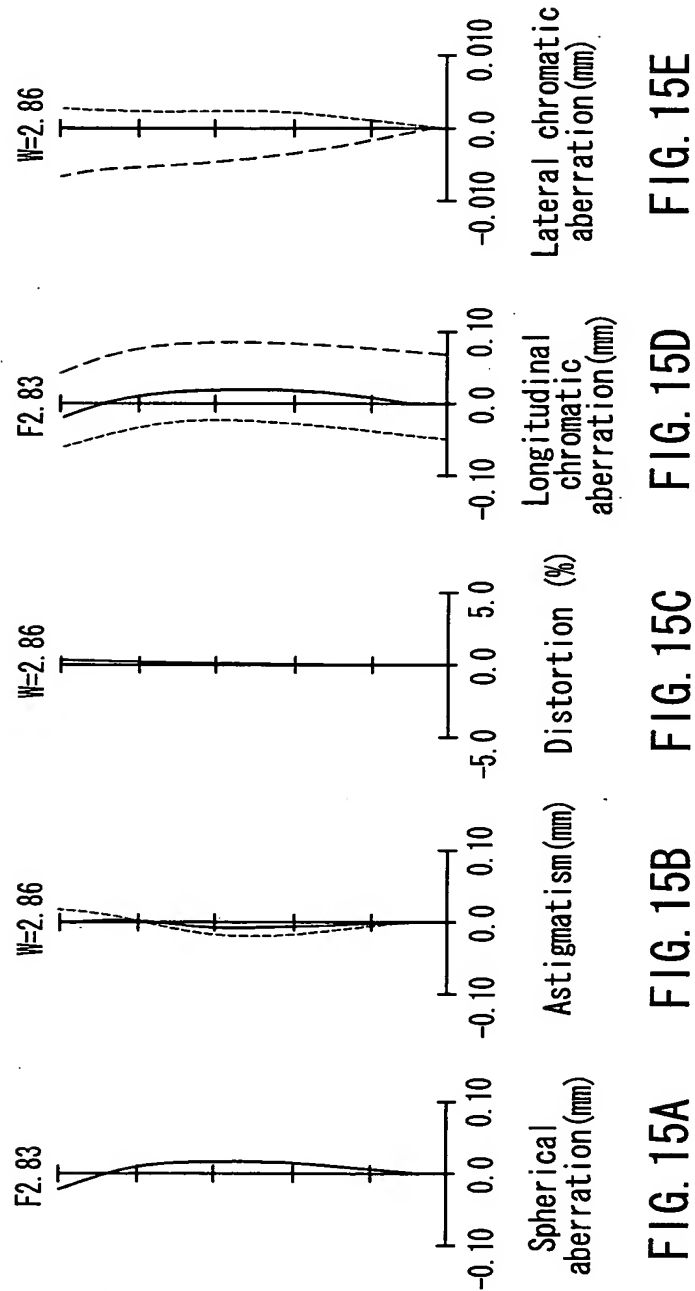 F2.83
-0.10 0.0 0.10
Spherical
aberration(mm)
FIG. 15A
W=2.86
-0.10 0.0 0.10
Astigmatism(mm)
FIG. 15B
W=2.86
-5.0 0.0 5.0
Distortion (%)
FIG. 15C
F2.83
-0.10 0.0 0.10
Longitudinal
chromatic
aberration(mm)
FIG. 15D
W=2.86
-0.010 0.0 0.010
Lateral chromatic
aberration(mm)
FIG. 15E